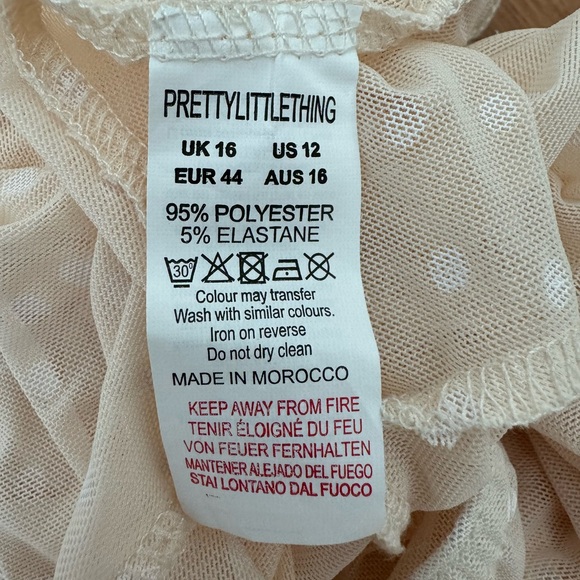 PRETTYLITTLETHING
UK 16 US 12
EUR 44 AUS 16
95% POLYESTER
5% ELASTANE
30°
Colour may transfer
Wash with similar colours.
Iron on reverse
Do not dry clean
MADE IN MOROCCO
KEEP AWAY FROM FIRE
TENIR ÉLOIGNÉ DU FEU
VON FEUER FERNHALTEN
MANTENER ALEJADO DEL FUEGO
STAI LONTANO DAL FUOCO